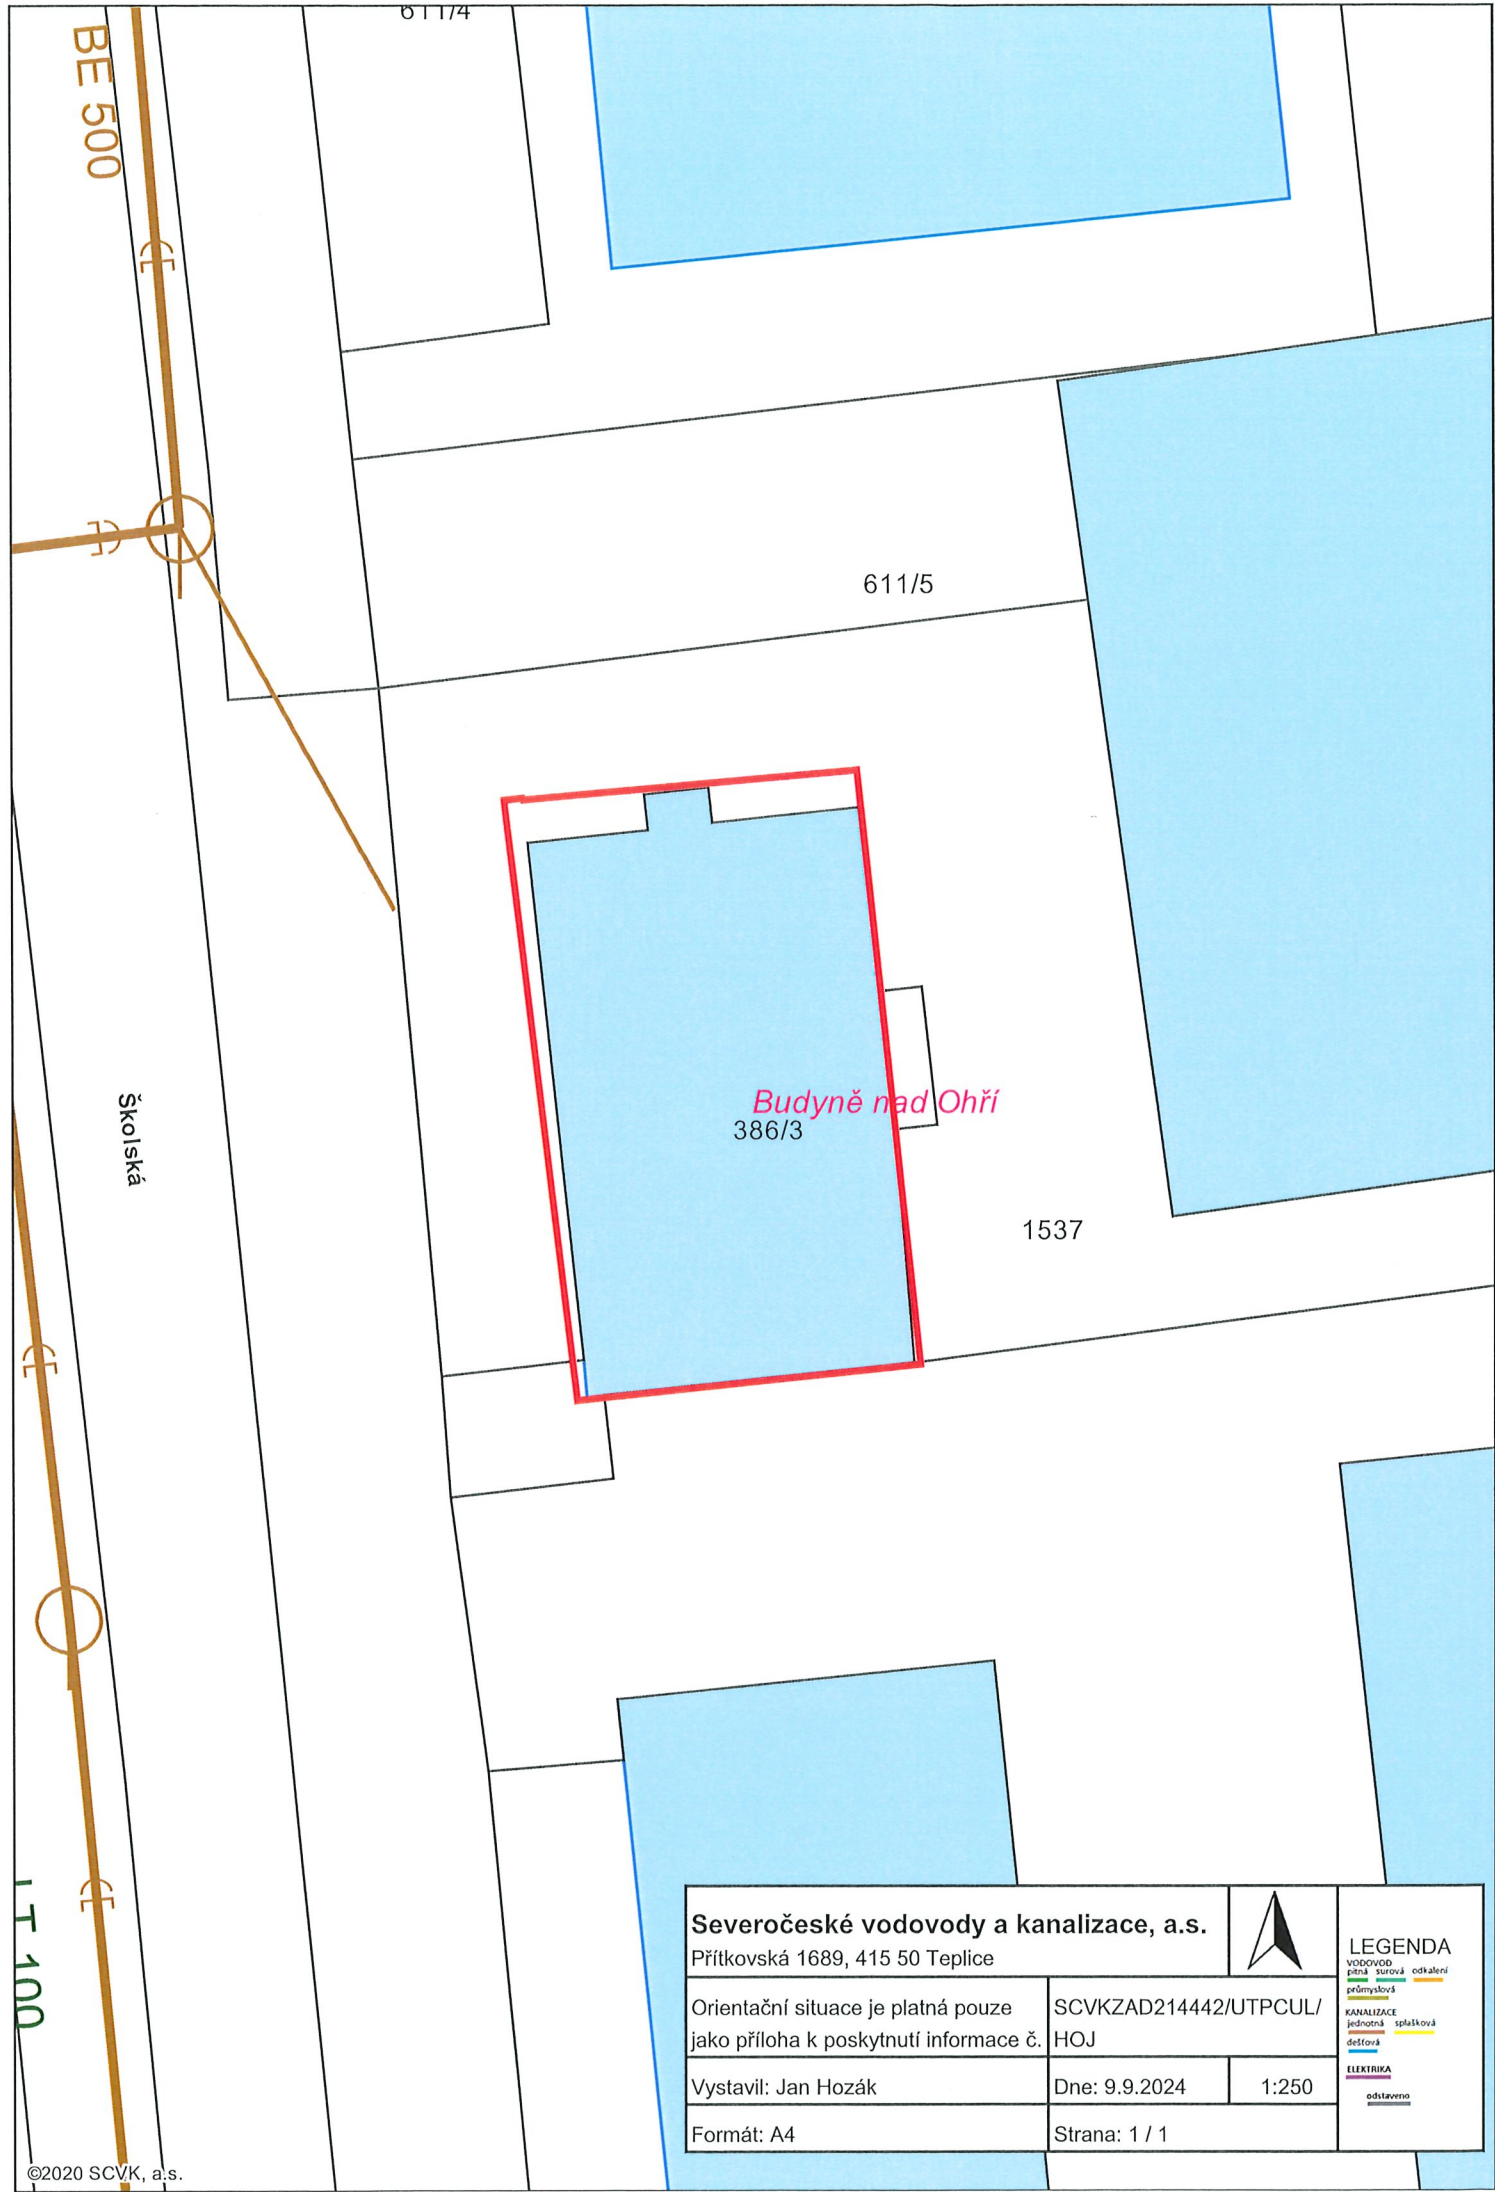 611/4
BE 500
611/5
Školská
Budyně nad Ohří
386/3
1537
LT 100
Severočeské vodovody a kanalizace, a.s.
Přítkovská 1689, 415 50 Teplice
Orientační situace je platná pouze
jako příloha k poskytnutí informace č.
SCVKZAD214442/UTPCUL/
HOJ
Vystavil: Jan Hozák
Dne: 9.9.2024
1:250
Formát: A4
Strana: 1 / 1
LEGENDA
VODOVOD
pitná surová odkalení
průmyslová
KANALIZACE
jednotná splašková
dešťová
ELEKTRIKA
odstaveno
©2020 SCVK, a.s.